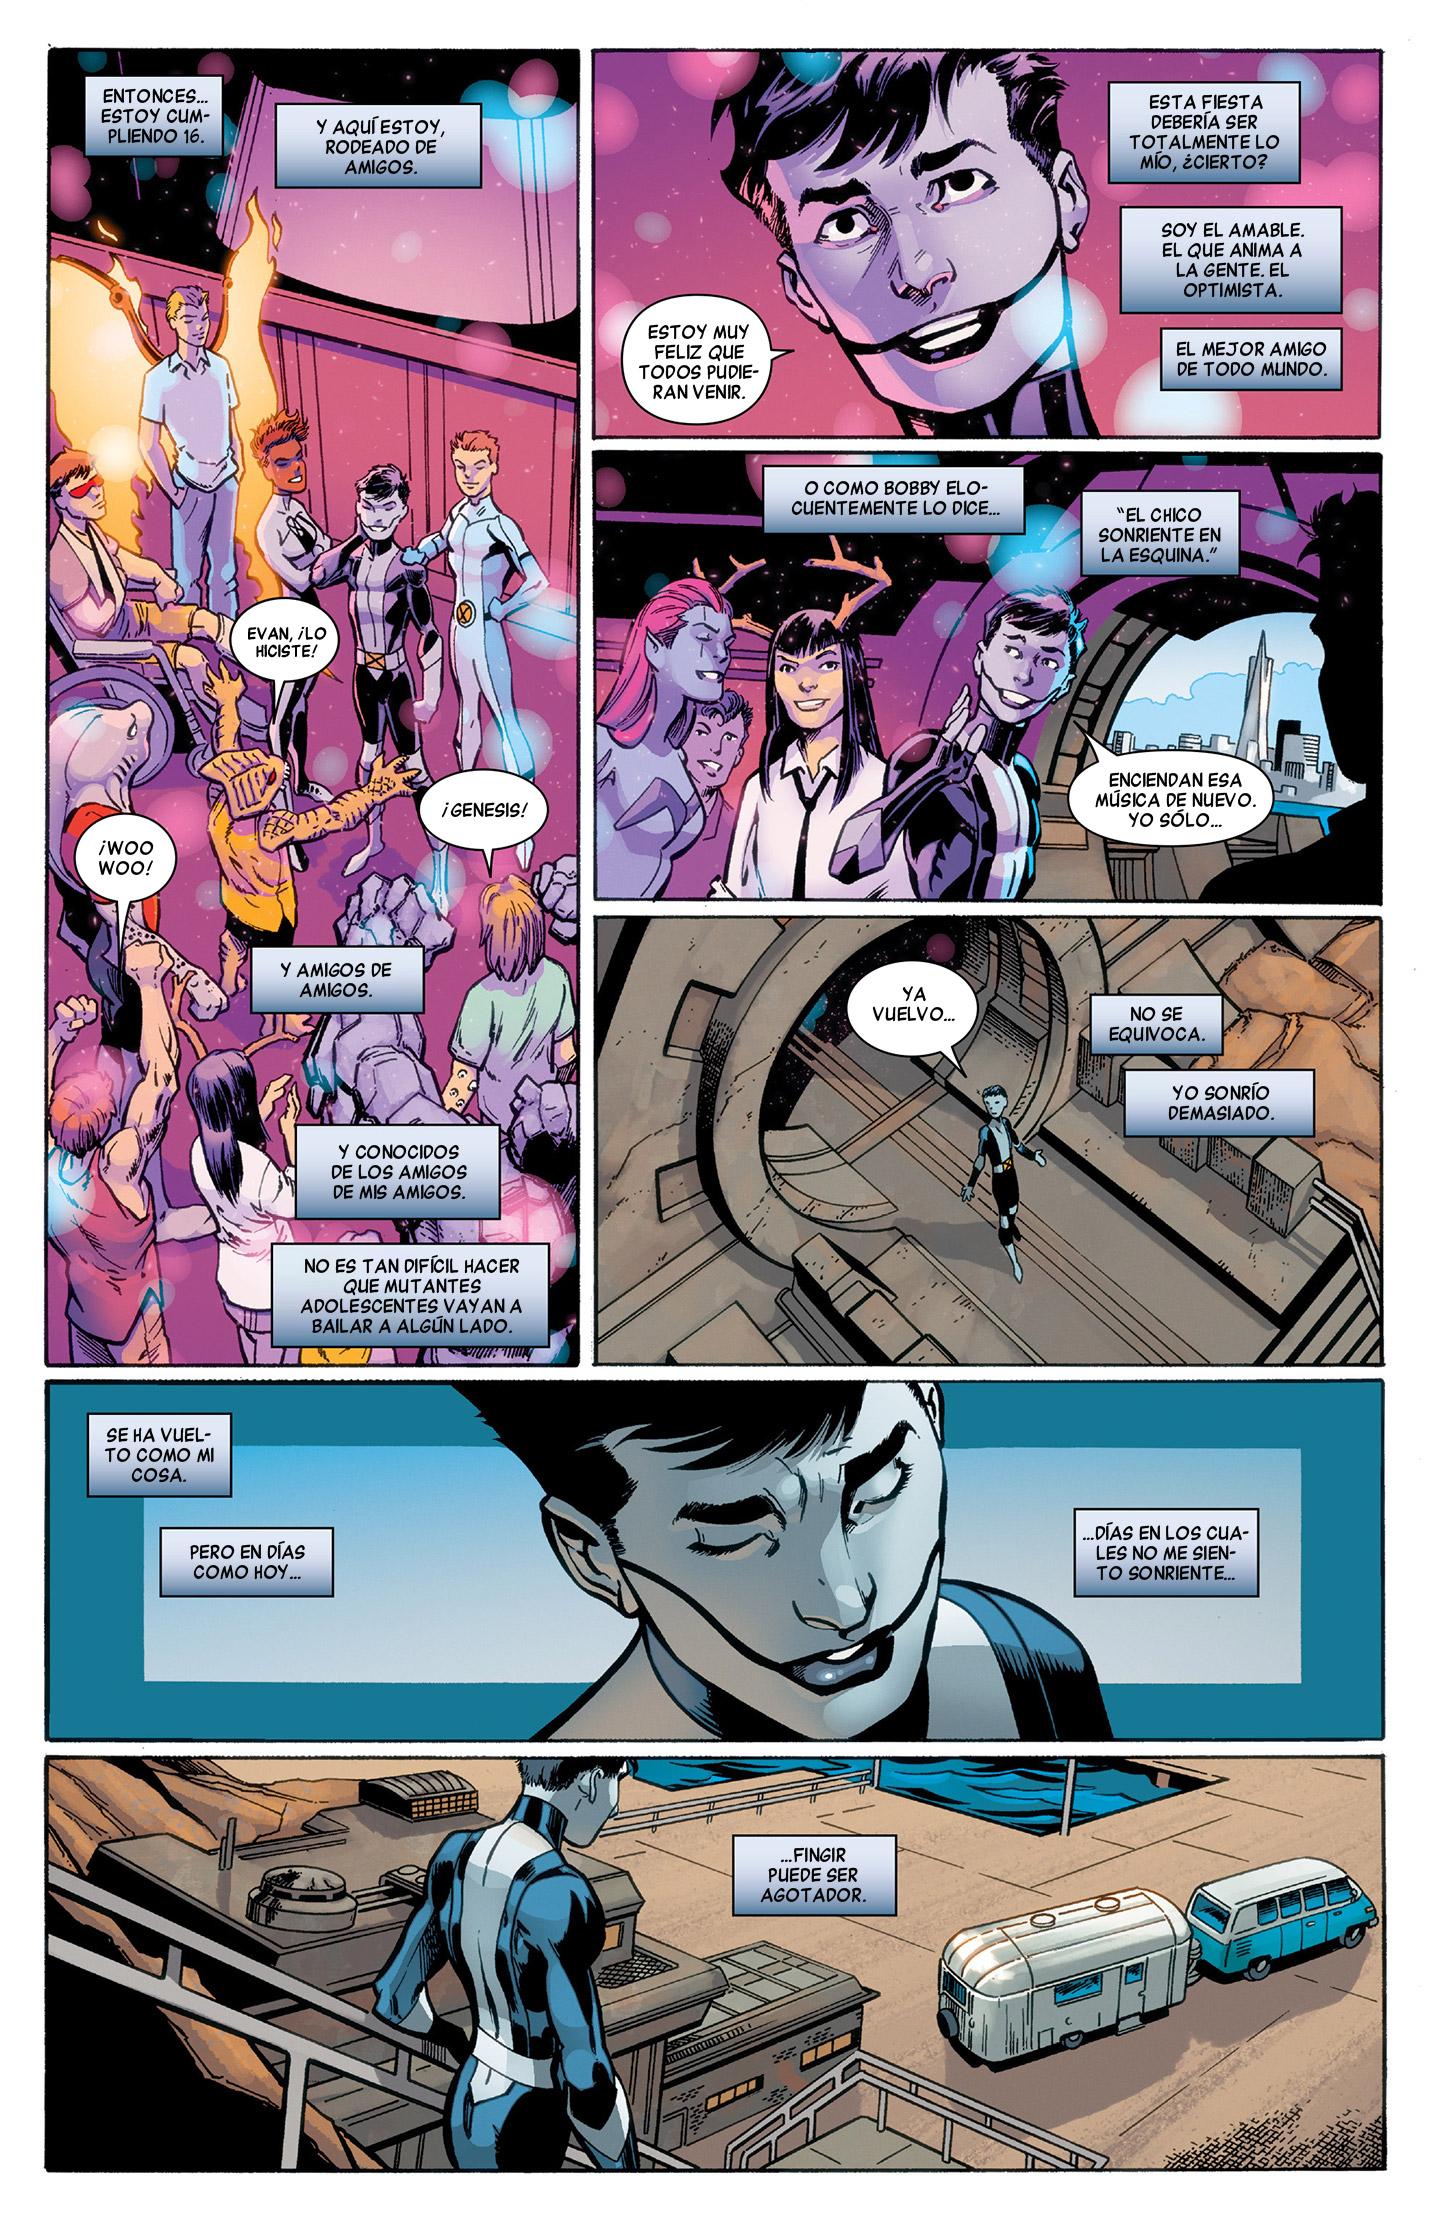 ENTONCES...
ESTOY CUM-
PLIENDO 16.
Y AQUÍ ESTOY,
RODEADO DE
AMIGOS.
EVAN, ¡LO
HICISTE!
¡GENESIS!
¡WOO
WOO!
Y AMIGOS DE
AMIGOS.
Y CONOCIDOS
DE LOS AMIGOS
DE MIS AMIGOS.
NO ES TAN DIFÍCIL HACER
QUE MUTANTES
ADOLESCENTES VAYAN A
BAILAR A ALGÚN LADO.
ESTA FIESTA
DEBERÍA SER
TOTALMENTE LO
MÍO, ¿CIERTO?
SOY EL AMABLE.
EL QUE ANIMA A
LA GENTE. EL
OPTIMISTA.
ESTOY MUY
FELIZ QUE
TODOS PUDIE-
RAN VENIR.
EL MEJOR AMIGO
DE TODO MUNDO.
O COMO BOBBY ELO-
CUENTEMENTE LO DICE...
"EL CHICO
SONRIENTE EN
LA ESQUINA."
ENCIENDAN ESA
MÚSICA DE NUEVO.
YO SÓLO...
YA
VUELVO...
NO SE
EQUIVOCA.
YO SONRÍO
DEMASIADO.
SE HA VUEL-
TO COMO MI
COSA.
PERO EN DÍAS
COMO HOY...
...DÍAS EN LOS CUA-
LES NO ME SIEN-
TO SONRIENTE...
...FINGIR
PUEDE SER
AGOTADOR.